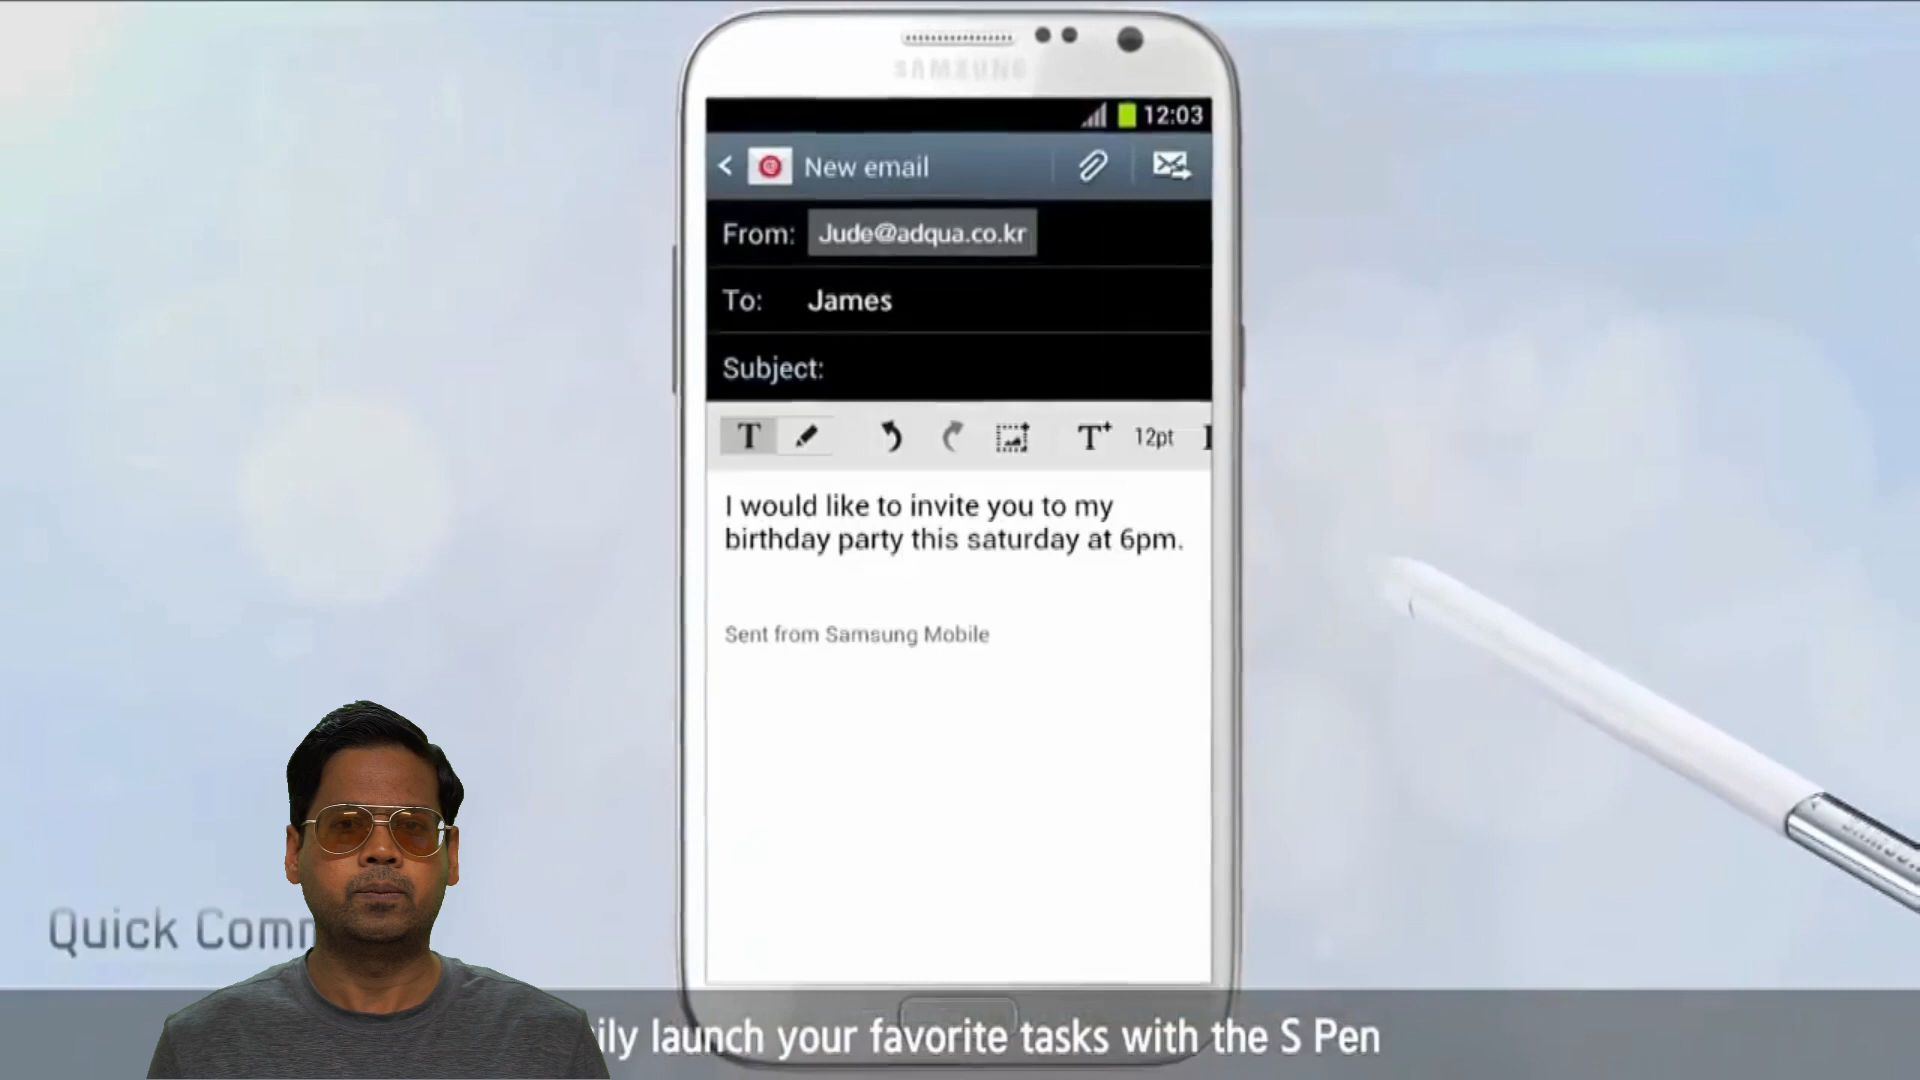 SAMSUNG
12:03
New email
From: Jude@adqua.co.kr
To: James
Subject:
T T+ 12pt
I would like to invite you to my
birthday party this saturday at 6pm.
Sent from Samsung Mobile
SAMSUNG
Quick
launch your favorite tasks with the S Pen